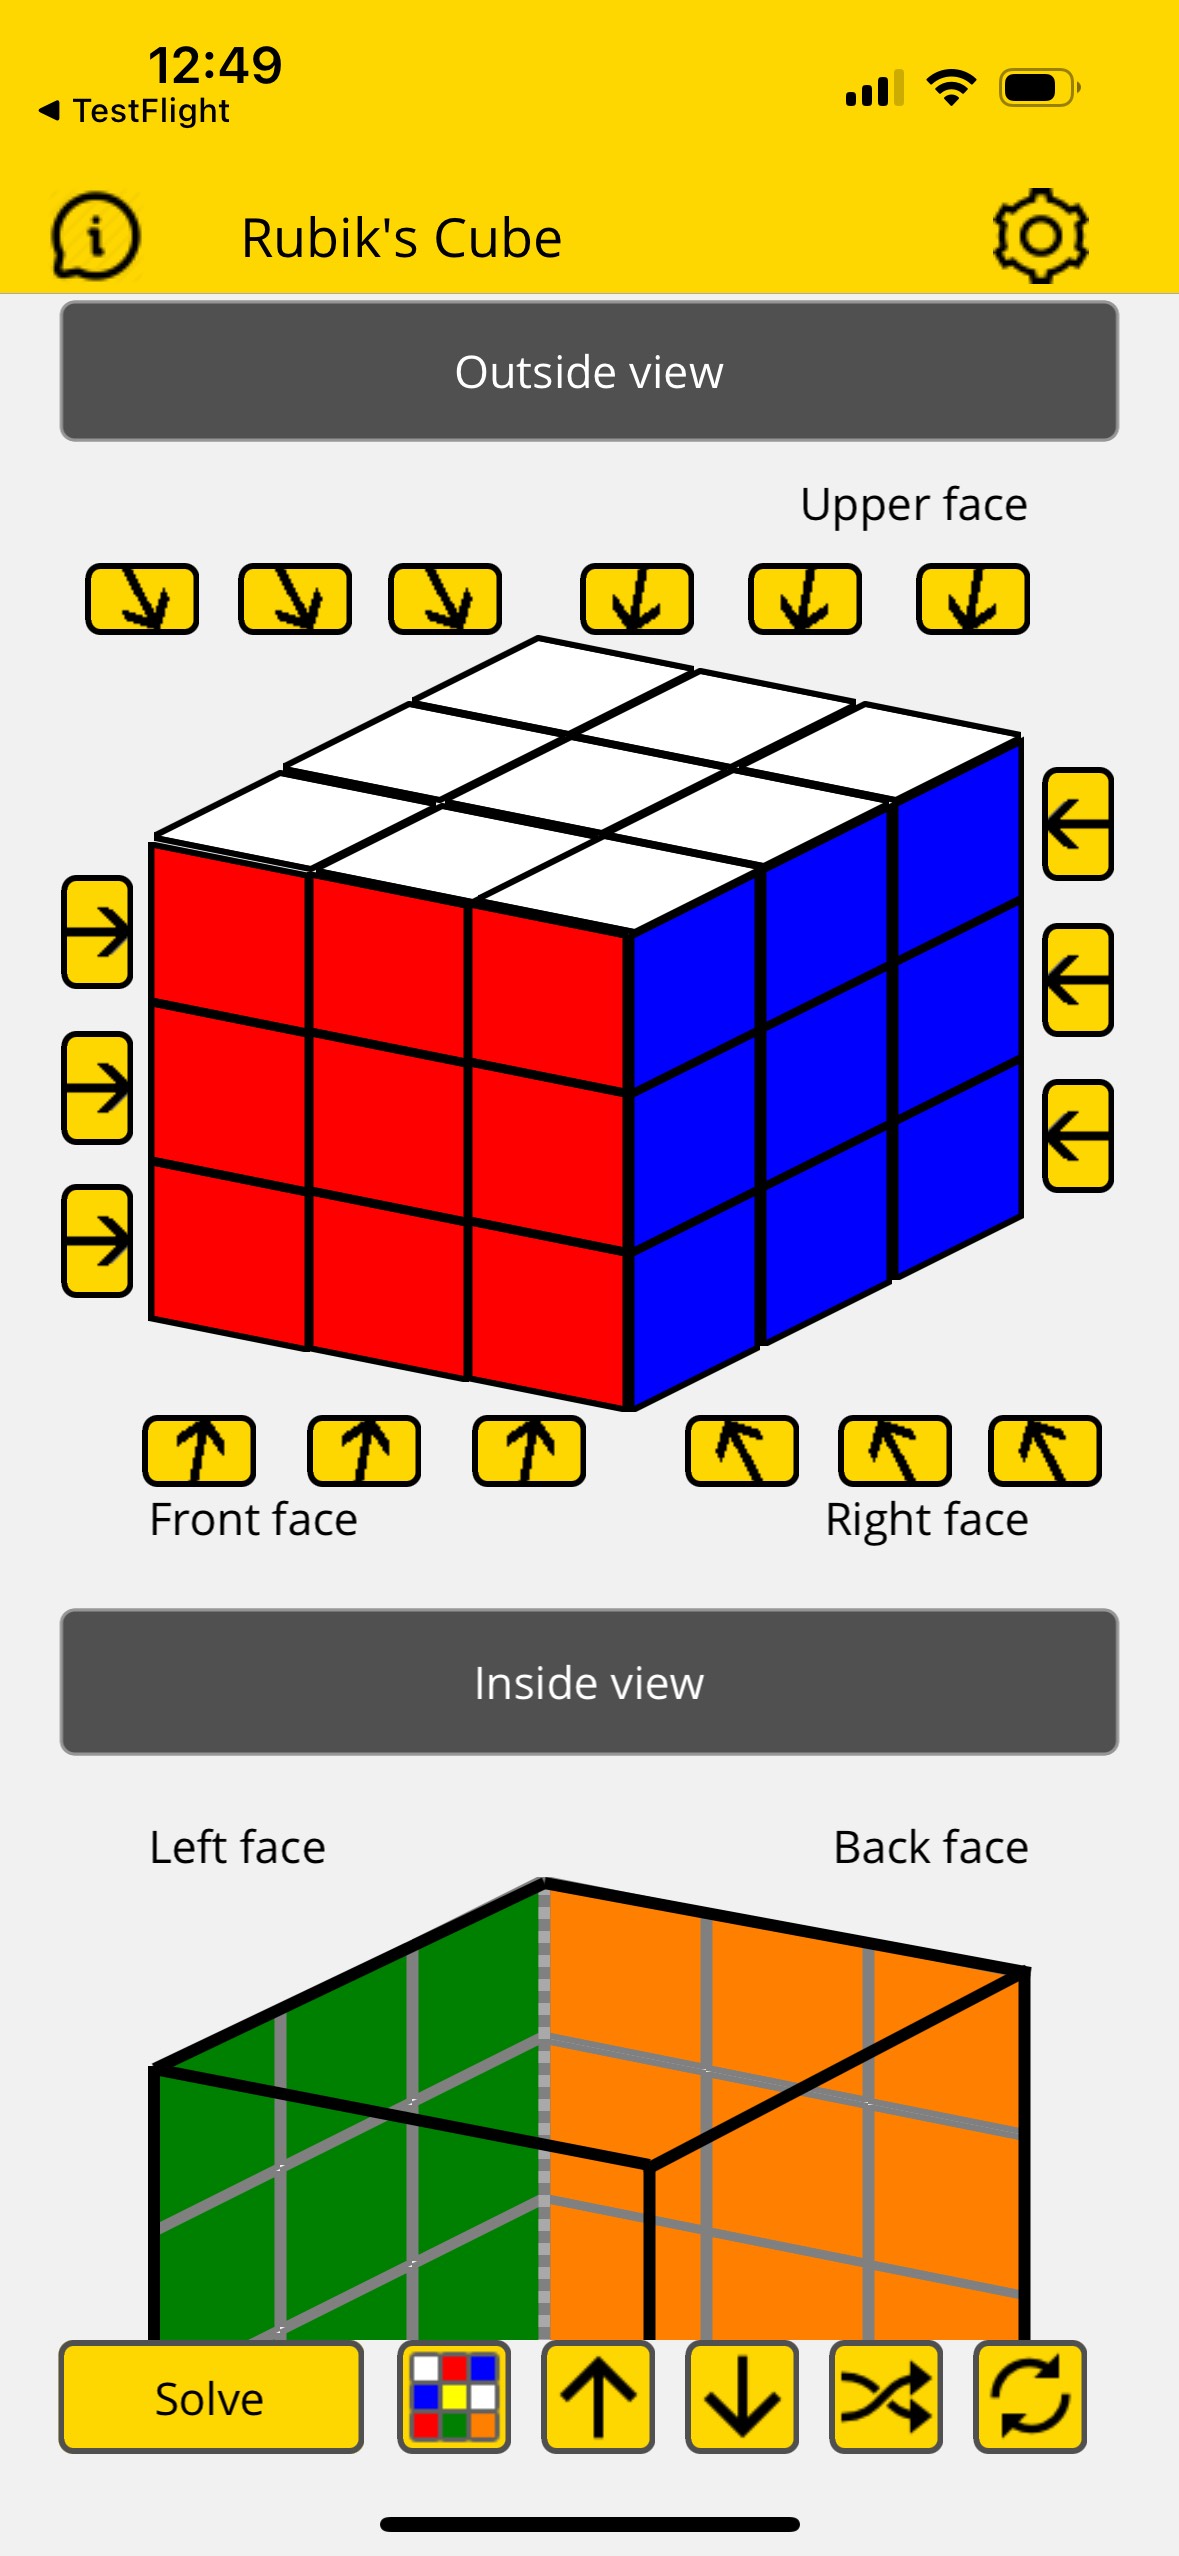 12:49
TestFlight
Rubik's Cube
Outside view
Upper face
Front face
Right face
Inside view
Left face
Back face
Solve